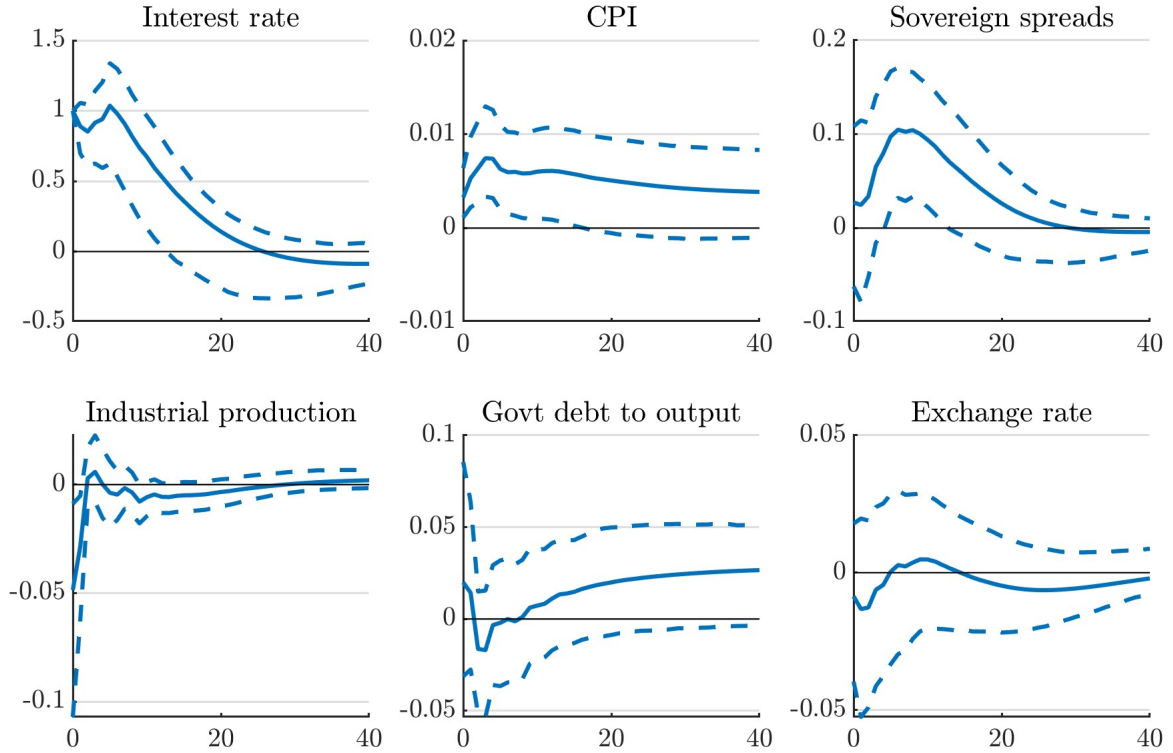 Interest rate
1.5
1
0.5
0
-0.5
0 20 40
CPI
0.02
0.01
0
-0.01
0 20 40
Sovereign spreads
0.2
0.1
0
-0.1
0 20 40
Industrial production
0
-0.05
-0.1
0 20 40
Govt debt to output
0.1
0.05
0
-0.05
0 20 40
Exchange rate
0.05
0
-0.05
0 20 40